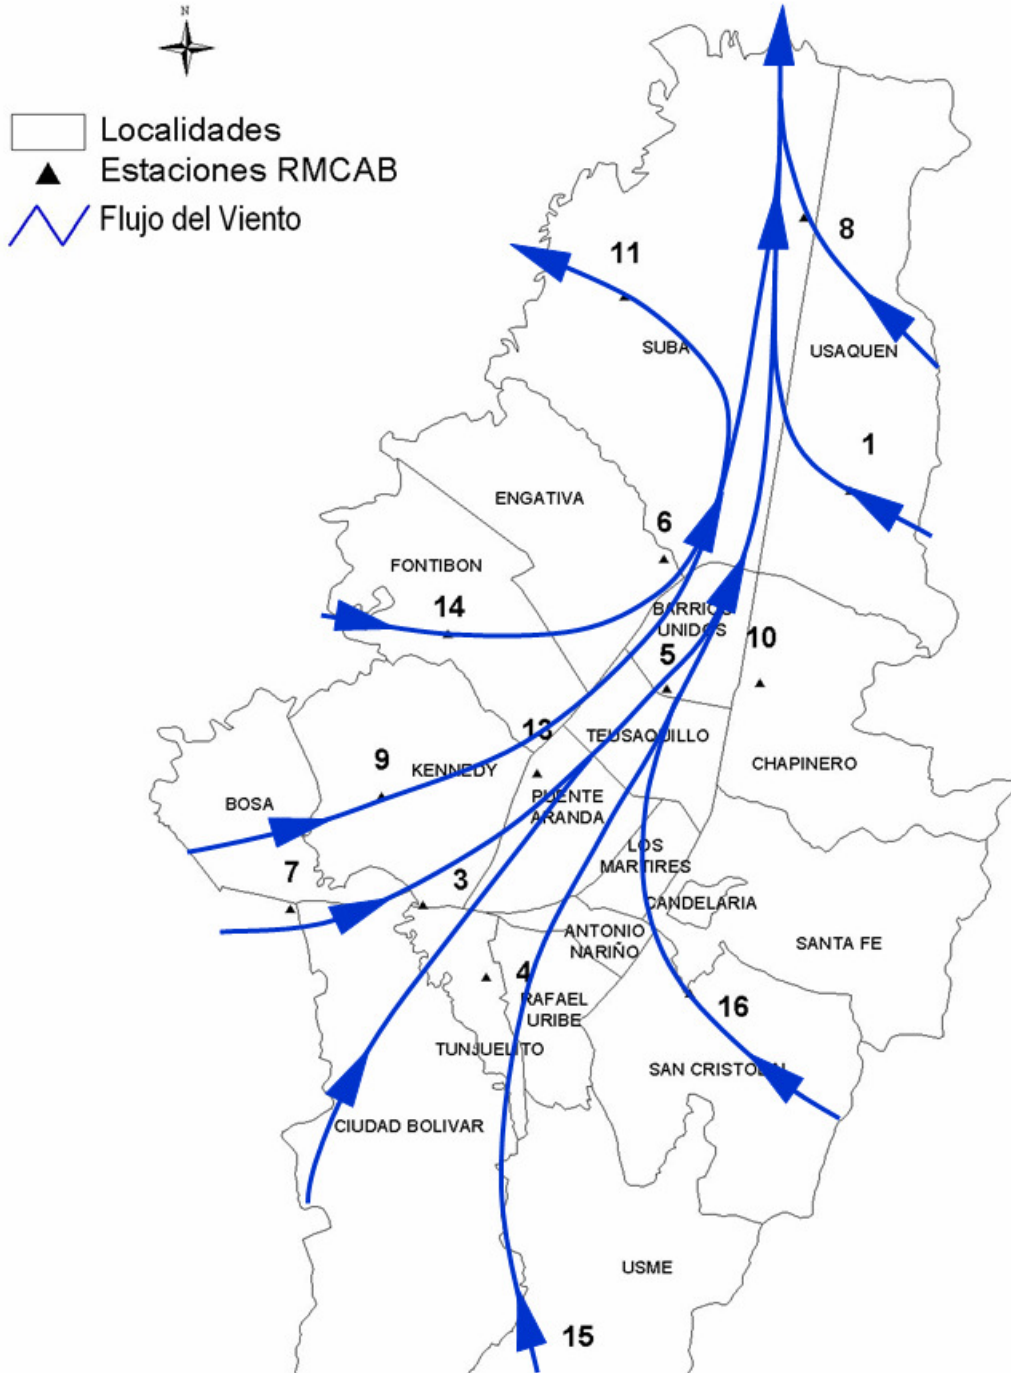 N
Localidades
Estaciones RMCAB
Flujo del Viento
8
11
SUBA
USAQUEN
1
ENGATIVA
6
FONTIBON
14
BARRIOS
UNIDOS
10
5
13
TEUSAQUILLO
9
KENNEDY
CHAPINERO
BOSA
PUENTE
ARANDA
LOS
MARTIRES
7
3
CANDELARIA
ANTONIO
NARIÑO
SANTA FE
4
RAFAEL
URIBE
16
TUNJUELITO
SAN CRISTOBAL
CIUDAD BOLIVAR
USME
15